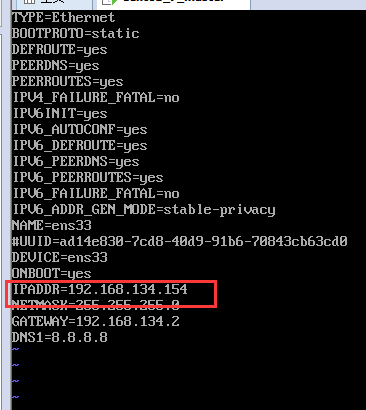 TYPE=Ethernet
BOOTPROTO=static
DEFROUTE=yes
PEERDNS=yes
PEERROUTES=yes
IPV4_FAILURE_FATAL=no
IPV6INIT=yes
IPV6_AUTOCONF=yes
IPV6_DEFROUTE=yes
IPV6_PEERDNS=yes
IPV6_PEERROUTES=yes
IPV6_FAILURE_FATAL=no
IPV6_ADDR_GEN_MODE=stable-privacy
NAME=ens33
#UUID=ad14e830-7cd8-40d9-91b6-70843cb63cd0
DEVICE=ens33
ONBOOT=yes
IPADDR=192.168.134.154
NETMASK=255.255.255.0
GATEWAY=192.168.134.2
DNS1=8.8.8.8
~
~
~